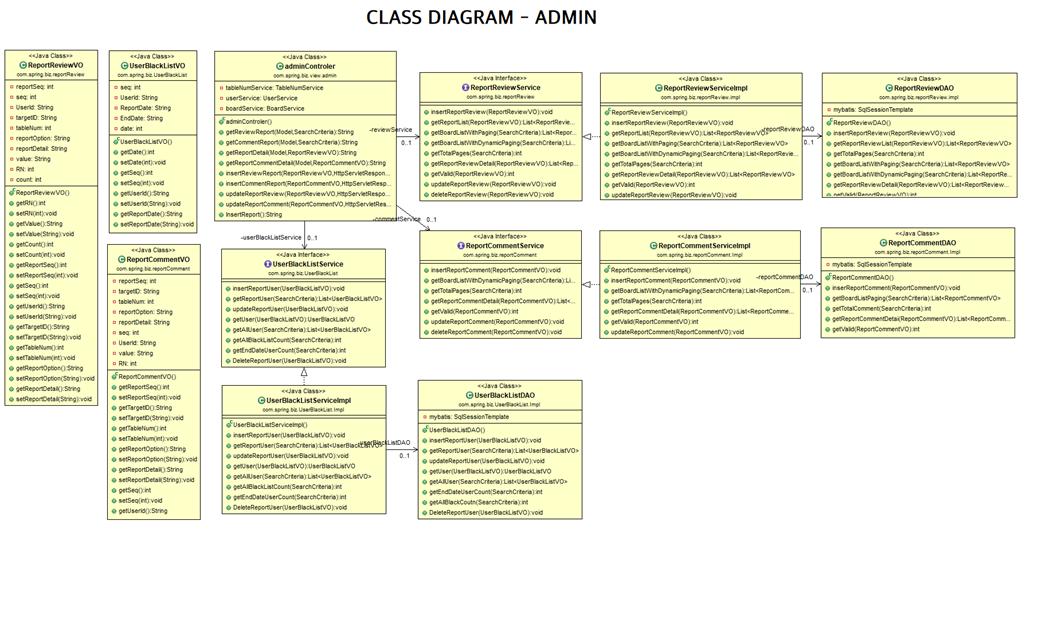 CLASS DIAGRAM - ADMIN
<<Java Class>>
ReportReviewVO
com.spring.biz.reportReview
reportSeq: int
seq: int
UserId: String
targetID: String
tableNum: int
reportOption: String
reportDetail: String
value: String
RN: int
count: int
ReportReviewVO()
getRN():int
setRN(int):void
getValue():String
setValue(String):void
getCount():int
setCount(int):void
getReportSeq():int
setReportSeq(int):void
getSeq():int
setSeq(int):void
getUserId():String
setUserId(String):void
getTargetID():String
setTargetID(String):void
getTableNum():int
setTableNum(int):void
getReportOption():String
setReportOption(String):void
getReportDetail():String
setReportDetail(String):void
<<Java Class>>
UserBlackListVO
com.spring.biz.UserBlackList
seq: int
UserId: String
ReportDate: String
EndDate: String
date: int
UserBlackListVO()
getDate():int
setDate(int):void
getSeq():int
setSeq(int):void
getUserId():String
setUserId(String):void
getReportDate():String
setReportDate(String):void
<<Java Class>>
ReportCommentVO
com.spring.biz.reportComment
reportSeq: int
targetID: String
tableNum: int
reportOption: String
reportDetail: String
seq: int
UserId: String
value: String
RN: int
ReportCommentVO()
getReportSeq():int
setReportSeq(int):void
getTargetID():String
setTargetID(String):void
getTableNum():int
setTableNum(int):void
getReportOption():String
setReportOption(String):void
getReportDetail():String
setReportDetail(String):void
getSeq():int
setSeq(int):void
getUserId():String
<<Java Class>>
adminControler
com.spring.biz.view.admin
tableNumService: TableNumService
userService: UserService
boardService: BoardService
adminControler()
getReviewReport(Model,SearchCriteria):String
getCommentReport(Model,SearchCriteria):String
getReportDetail(Model,ReportReviewVO):String
getReportCommentDetail(Model,ReportCommentVO):String
insertReviewReport(ReportReviewVO,HttpServletRespon...
insertCommentReport(ReportCommentVO,HttpServletResp...
updateReportReview(ReportReviewVO,HttpServletRespo...
updateReportComment(ReportCommentVO,HttpServletRes...
InsertReport():String
-reviewService
0..1
-commentService
0..1
-userBlackListService
0..1
<<Java Interface>>
ReportReviewService
com.spring.biz.reportReview
insertReportReview(ReportReviewVO):void
getReportList(ReportReviewVO):List<ReportRevie...
getBoardListWithPaging(SearchCriteria):List<Repor...
getBoardListWithDynamicPaging(SearchCriteria):Li...
getTotalPages(SearchCriteria):int
getReportReviewDetail(ReportReviewVO):List<Rep...
getValid(ReportReviewVO):int
updateReportReview(ReportReviewVO):void
deleteReportReview(ReportReviewVO):void
<<Java Class>>
ReportReviewServiceImpl
com.spring.biz.reportReview.Impl
ReportReviewServiceImpl()
insertReportReview(ReportReviewVO):void
getReportList(ReportReviewVO):List<ReportReviewVO>
getBoardListWithPaging(SearchCriteria):List<ReportReviewVO>
getBoardListWithDynamicPaging(SearchCriteria):List<ReportRevie...
getTotalPages(SearchCriteria):int
getReportReviewDetail(ReportReviewVO):List<ReportReviewVO>
getValid(ReportReviewVO):int
updateReportReview(ReportReviewVO):void
-reportReviewDAO
0..1
<<Java Class>>
ReportReviewDAO
com.spring.biz.reportReview.impl
mybatis: SqlSessionTemplate
ReportReviewDAO()
insertReportReview(ReportReviewVO):void
getReportReviewList(ReportReviewVO):List<ReportReviewVO>
getTotalPages(SearchCriteria):int
getBoardListWithPaging(SearchCriteria):List<ReportReviewVO>
getBoardListWithDynamicPaging(SearchCriteria):List<ReportRevie...
getReportReviewDetail(ReportReviewVO):List<ReportReview...
getValid(ReportReviewVO):int
<<Java Interface>>
ReportCommentService
com.spring.biz.reportComment
insertReportComment(ReportCommentVO):void
getBoardListWithDynamicPaging(SearchCriteria):Li...
getTotalPages(SearchCriteria):int
getReportCommentDetail(ReportCommentVO):List<...
getValid(ReportCommentVO):int
updateReportComment(ReportCommentVO):void
deleteReportComment(ReportCommentVO):void
<<Java Class>>
ReportCommentServiceImpl
com.spring.biz.reportComment.Impl
ReportCommentServiceImpl()
insertReportComment(ReportCommentVO):void
getBoardListWithDynamicPaging(SearchCriteria):List<ReportCom...
getTotalPages(SearchCriteria):int
getReportCommentDetail(ReportCommentVO):List<ReportComme...
getValid(ReportCommentVO):int
updateReportComment(ReportCommentVO):void
-reportCommentDAO
0..1
<<Java Class>>
ReportCommentDAO
com.spring.biz.reportComment.Impl
mybatis: SqlSessionTemplate
ReportCommentDAO()
inserReportComment(ReportCommentVO):void
getBoardListPaging(SearchCriteria):List<ReportCommentVO>
getTotalComment(SearchCriteria):int
getReportCommentDetai(ReportCommentVO):List<ReportComm...
getValid(ReportCommentVO):int
<<Java Interface>>
UserBlackListService
com.spring.biz.UserBlackList
insertReportUser(UserBlackListVO):void
getReportUser(SearchCriteria):List<UserBlackListVO>
updateReportUser(UserBlackListVO):void
getUser(UserBlackListVO):UserBlackListVO
getAllUser(SearchCriteria):List<UserBlackListVO>
getAllBlackListCount(SearchCriteria):int
getEndDateUserCount(SearchCriteria):int
DeleteReportUser(UserBlackListVO):void
<<Java Class>>
UserBlackListServiceImpl
com.spring.biz.UserBlackList.Impl
UserBlackListServiceImpl()
insertReportUser(UserBlackListVO):void
getReportUser(SearchCriteria):List<UserBlackListVO>
updateReportUser(UserBlackListVO):void
getUser(UserBlackListVO):UserBlackListVO
getAllUser(SearchCriteria):List<UserBlackListVO>
getAllBlackListCount(SearchCriteria):int
getEndDateUserCount(SearchCriteria):int
DeleteReportUser(UserBlackListVO):void
-userBlackListDAO
0..1
<<Java Class>>
UserBlackListDAO
com.spring.biz.UserBlackList.Impl
mybatis: SqlSessionTemplate
UserBlackListDAO()
insertReportUser(UserBlackListVO):void
getReportUser(SearchCriteria):List<UserBlackListVO>
updateReportUser(UserBlackListVO):void
getUser(UserBlackListVO):UserBlackListVO
getAllUser(SearchCriteria):List<UserBlackListVO>
getEndDateUserCount(SearchCriteria):int
getAllBlackCoutn(SearchCriteria):int
DeleteReportUser(UserBlackListVO):void